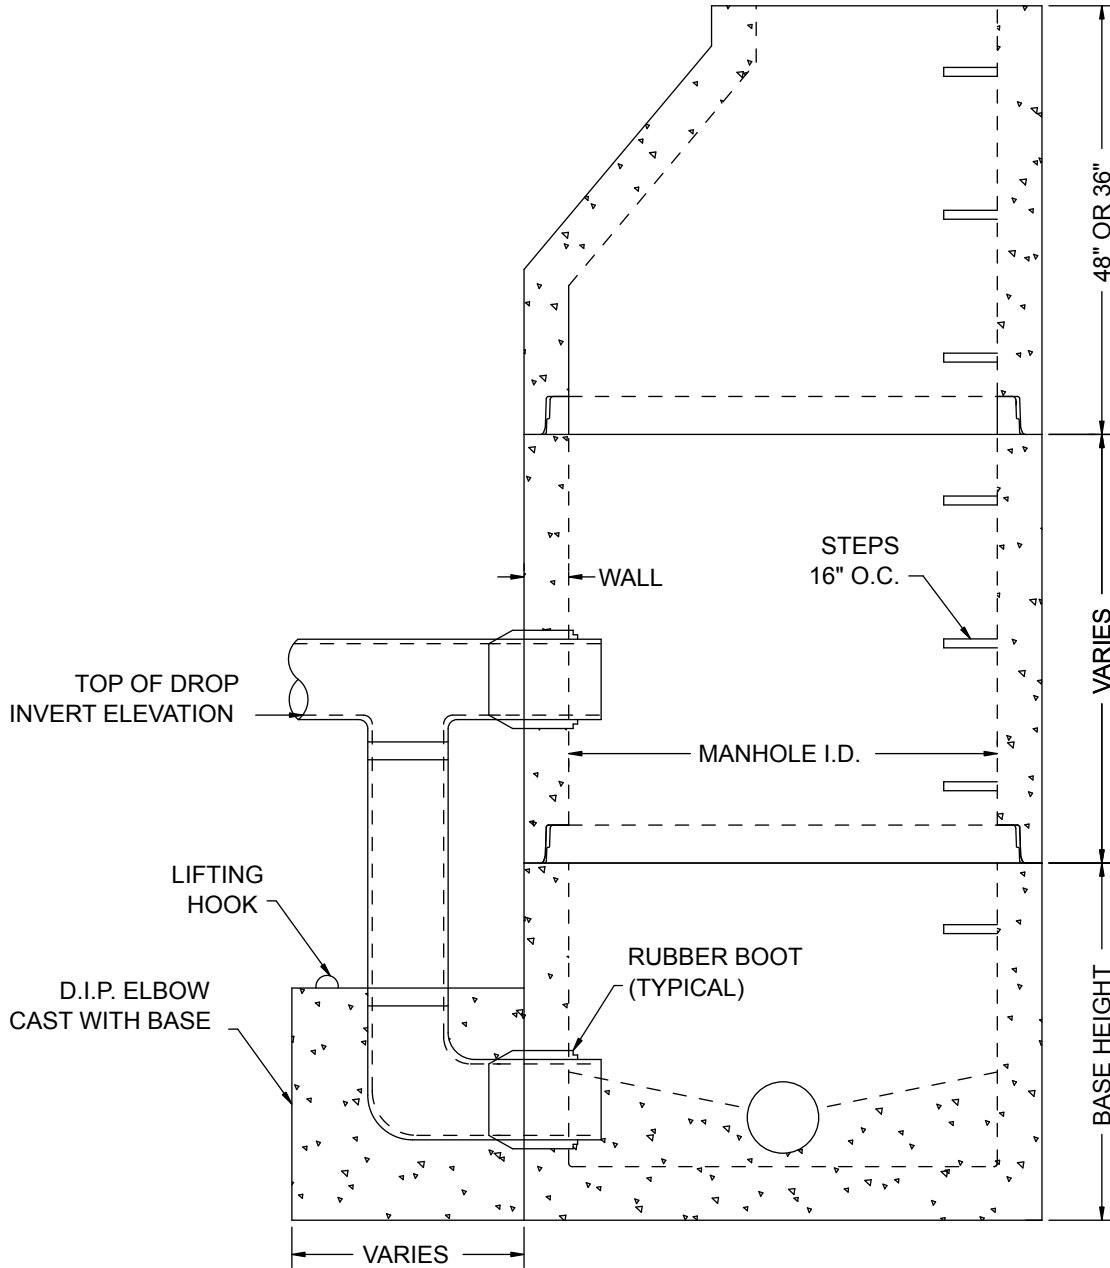 48" OR 36"
STEPS
16" O.C.
WALL
VARIES
TOP OF DROP
INVERT ELEVATION
MANHOLE I.D.
LIFTING
HOOK
RUBBER BOOT
(TYPICAL)
D.I.P. ELBOW
CAST WITH BASE
BASE HEIGHT
VARIES